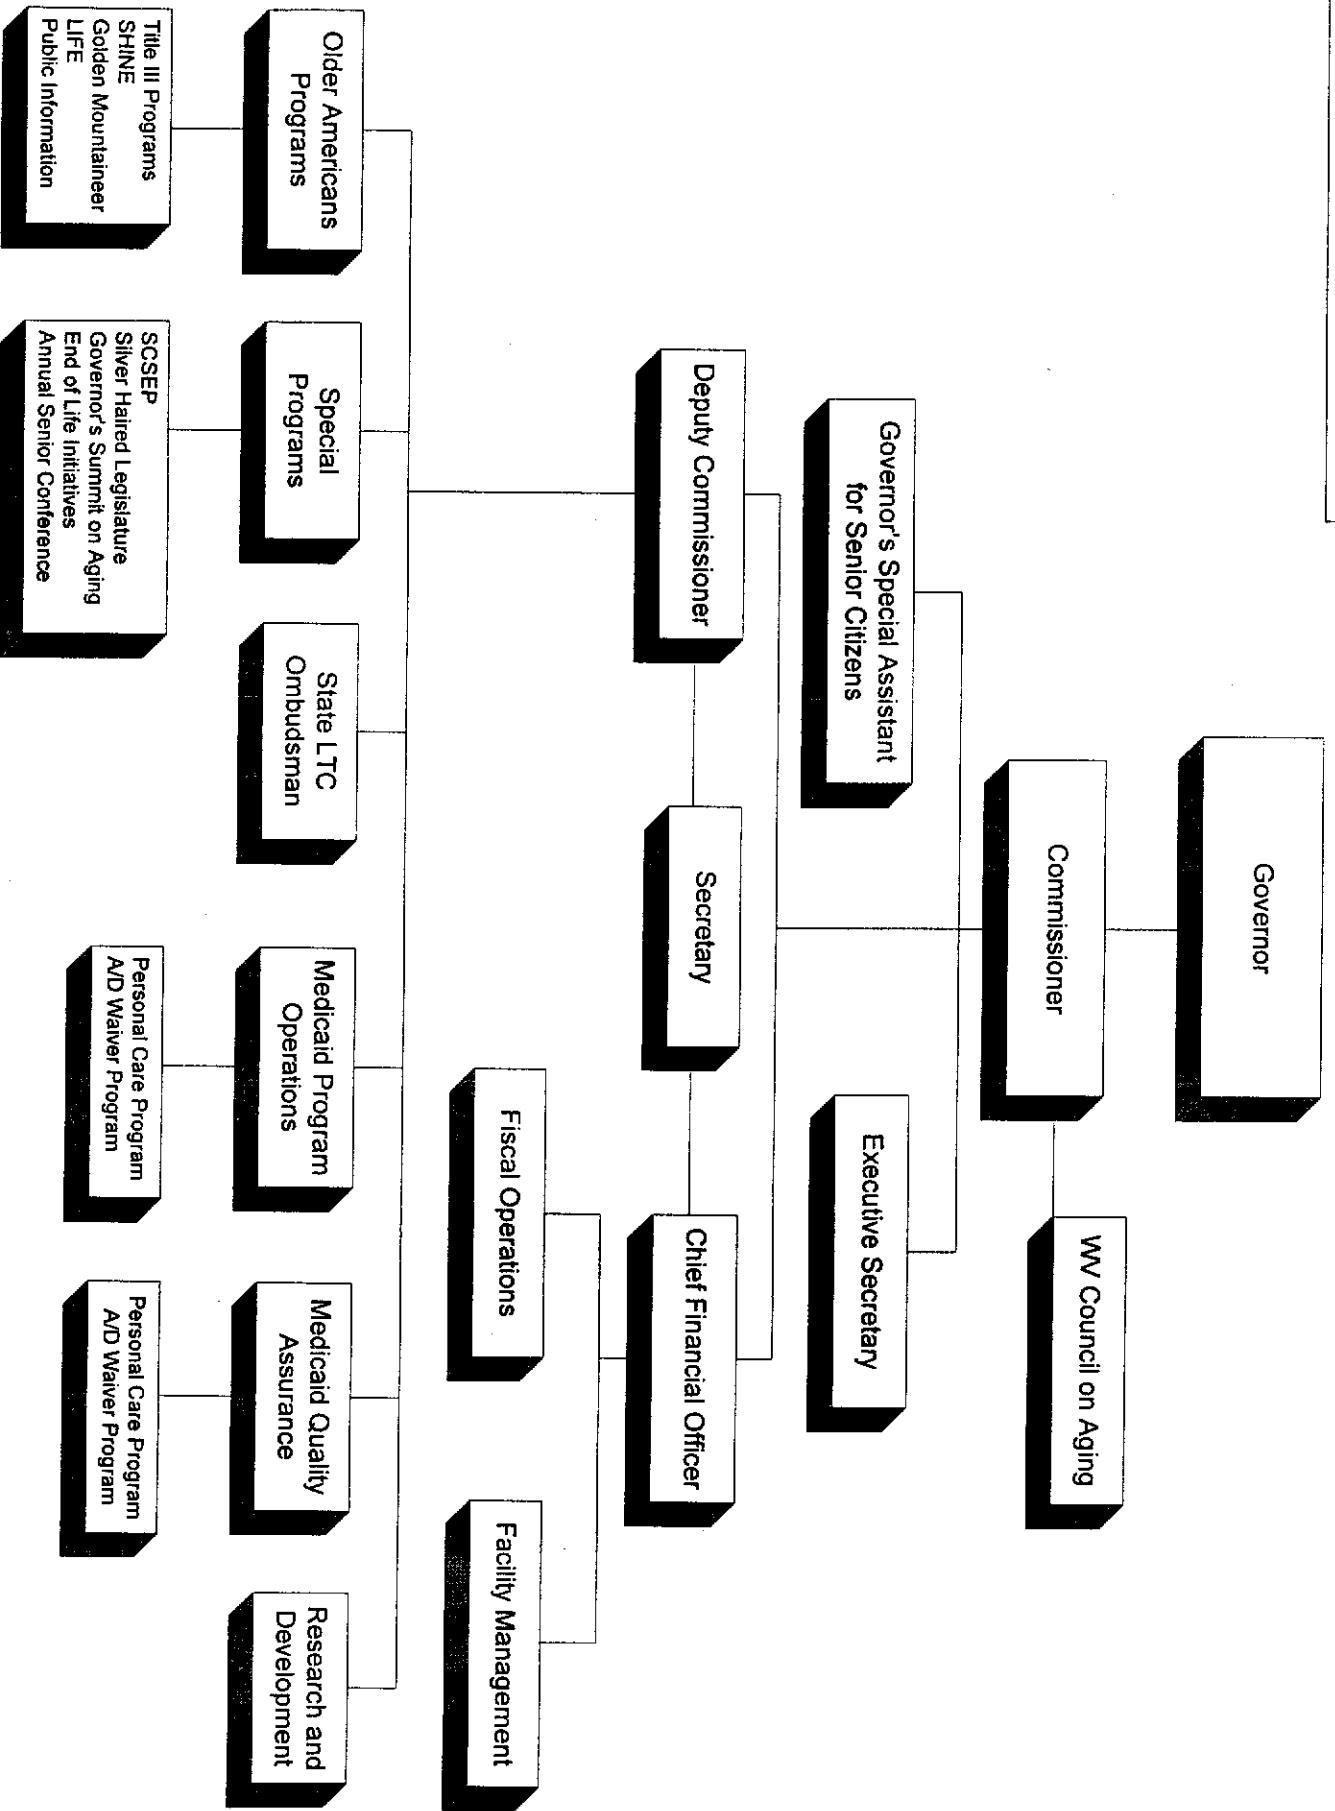 Governor
Commissioner
WV Council on Aging
Governor's Special Assistant
for Senior Citizens
Executive Secretary
Deputy Commissioner
Secretary
Chief Financial Officer
Fiscal Operations
Facility Management
Older Americans
Programs
Special
Programs
State LTC
Ombudsman
Medicaid Program
Operations
Medicaid Quality
Assurance
Research and
Development
Title III Programs
SHINE
Golden Mountaineer
LIFE
Public Information
SCSEP
Silver Haired Legislature
Governor's Summit on Aging
End of Life Initiatives
Annual Senior Conference
Personal Care Program
A/D Waiver Program
Personal Care Program
A/D Waiver Program